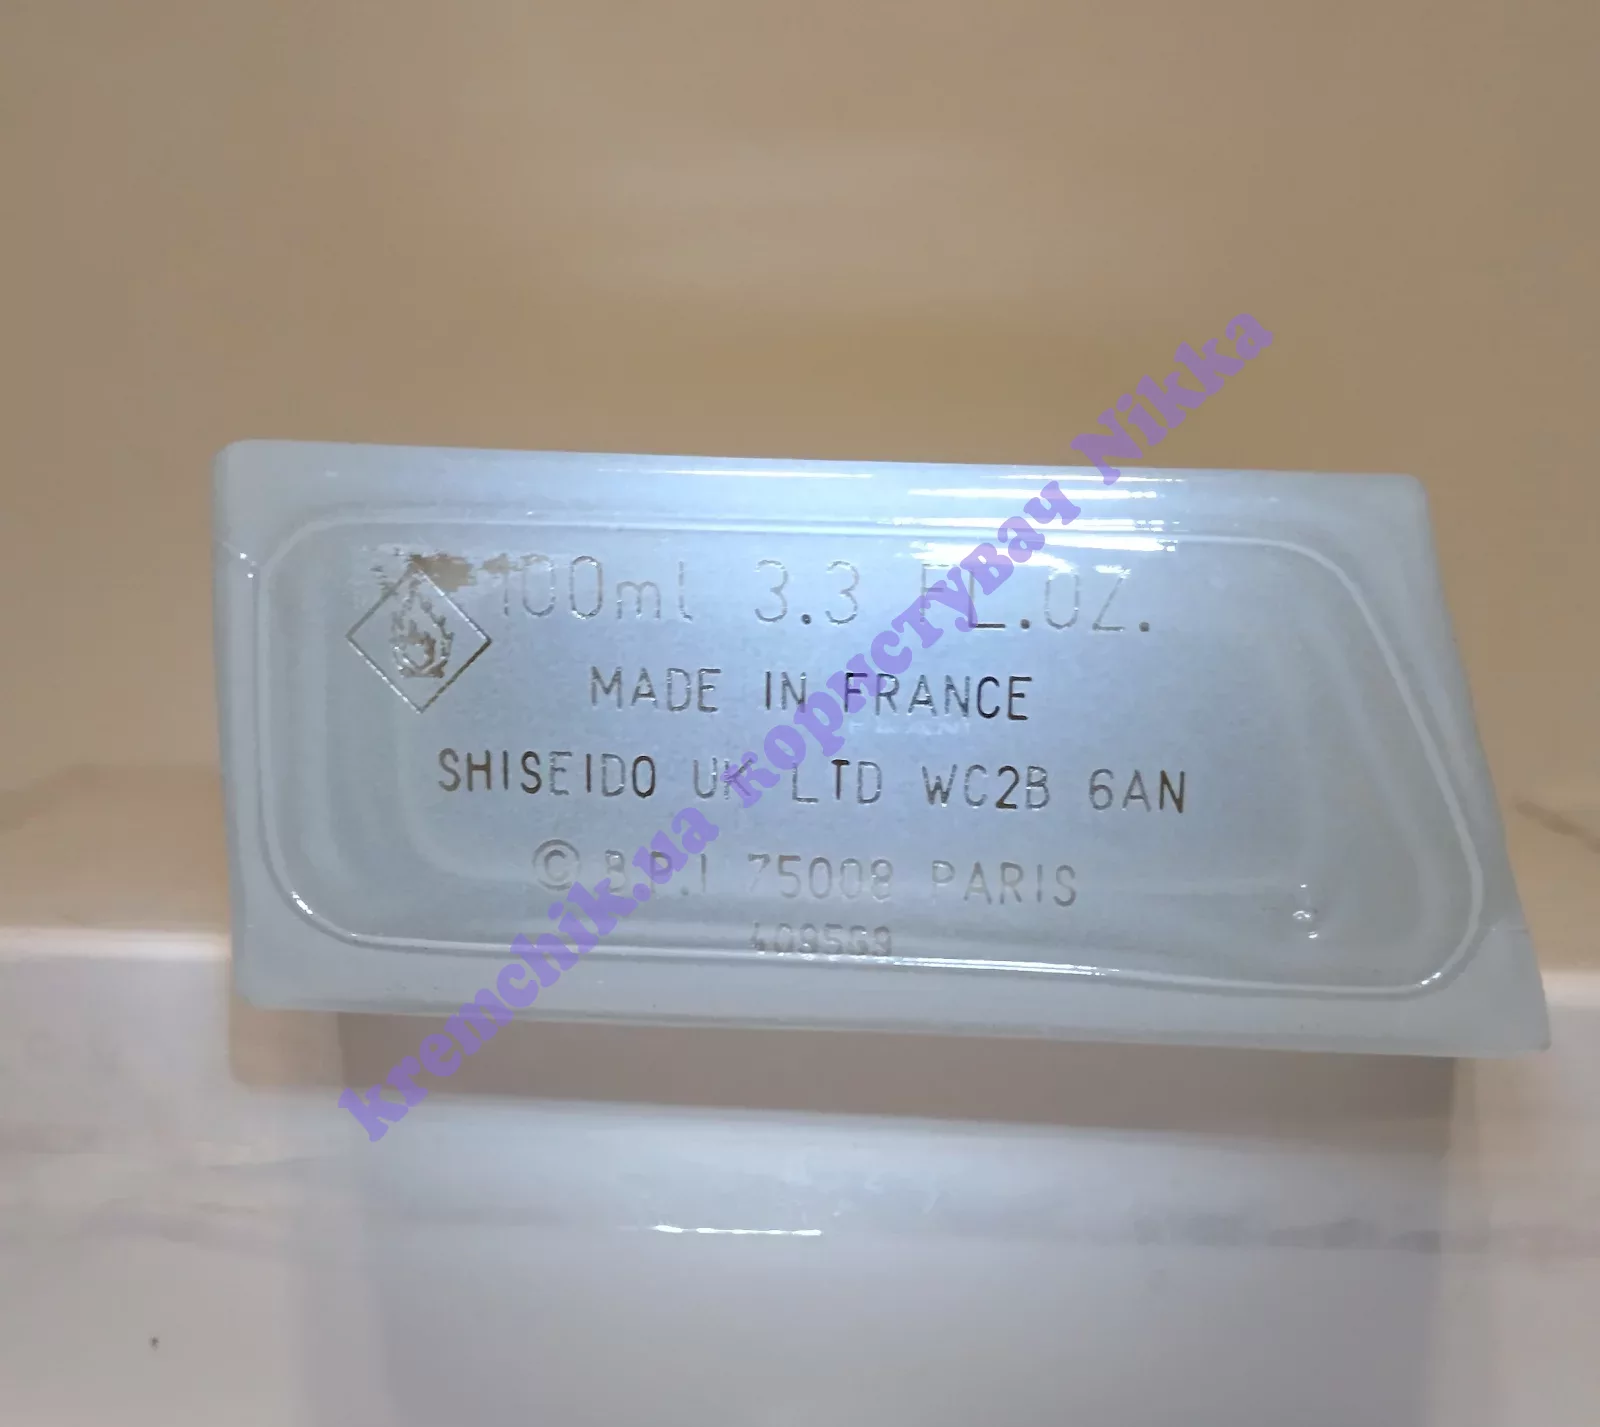 100ml 3.3 FL.OZ.
MADE IN FRANCE
SHISEIDO UK LTD WC2B 6AN
© B.P.I 75008 PARIS
kremchik.ua користувач Nikka